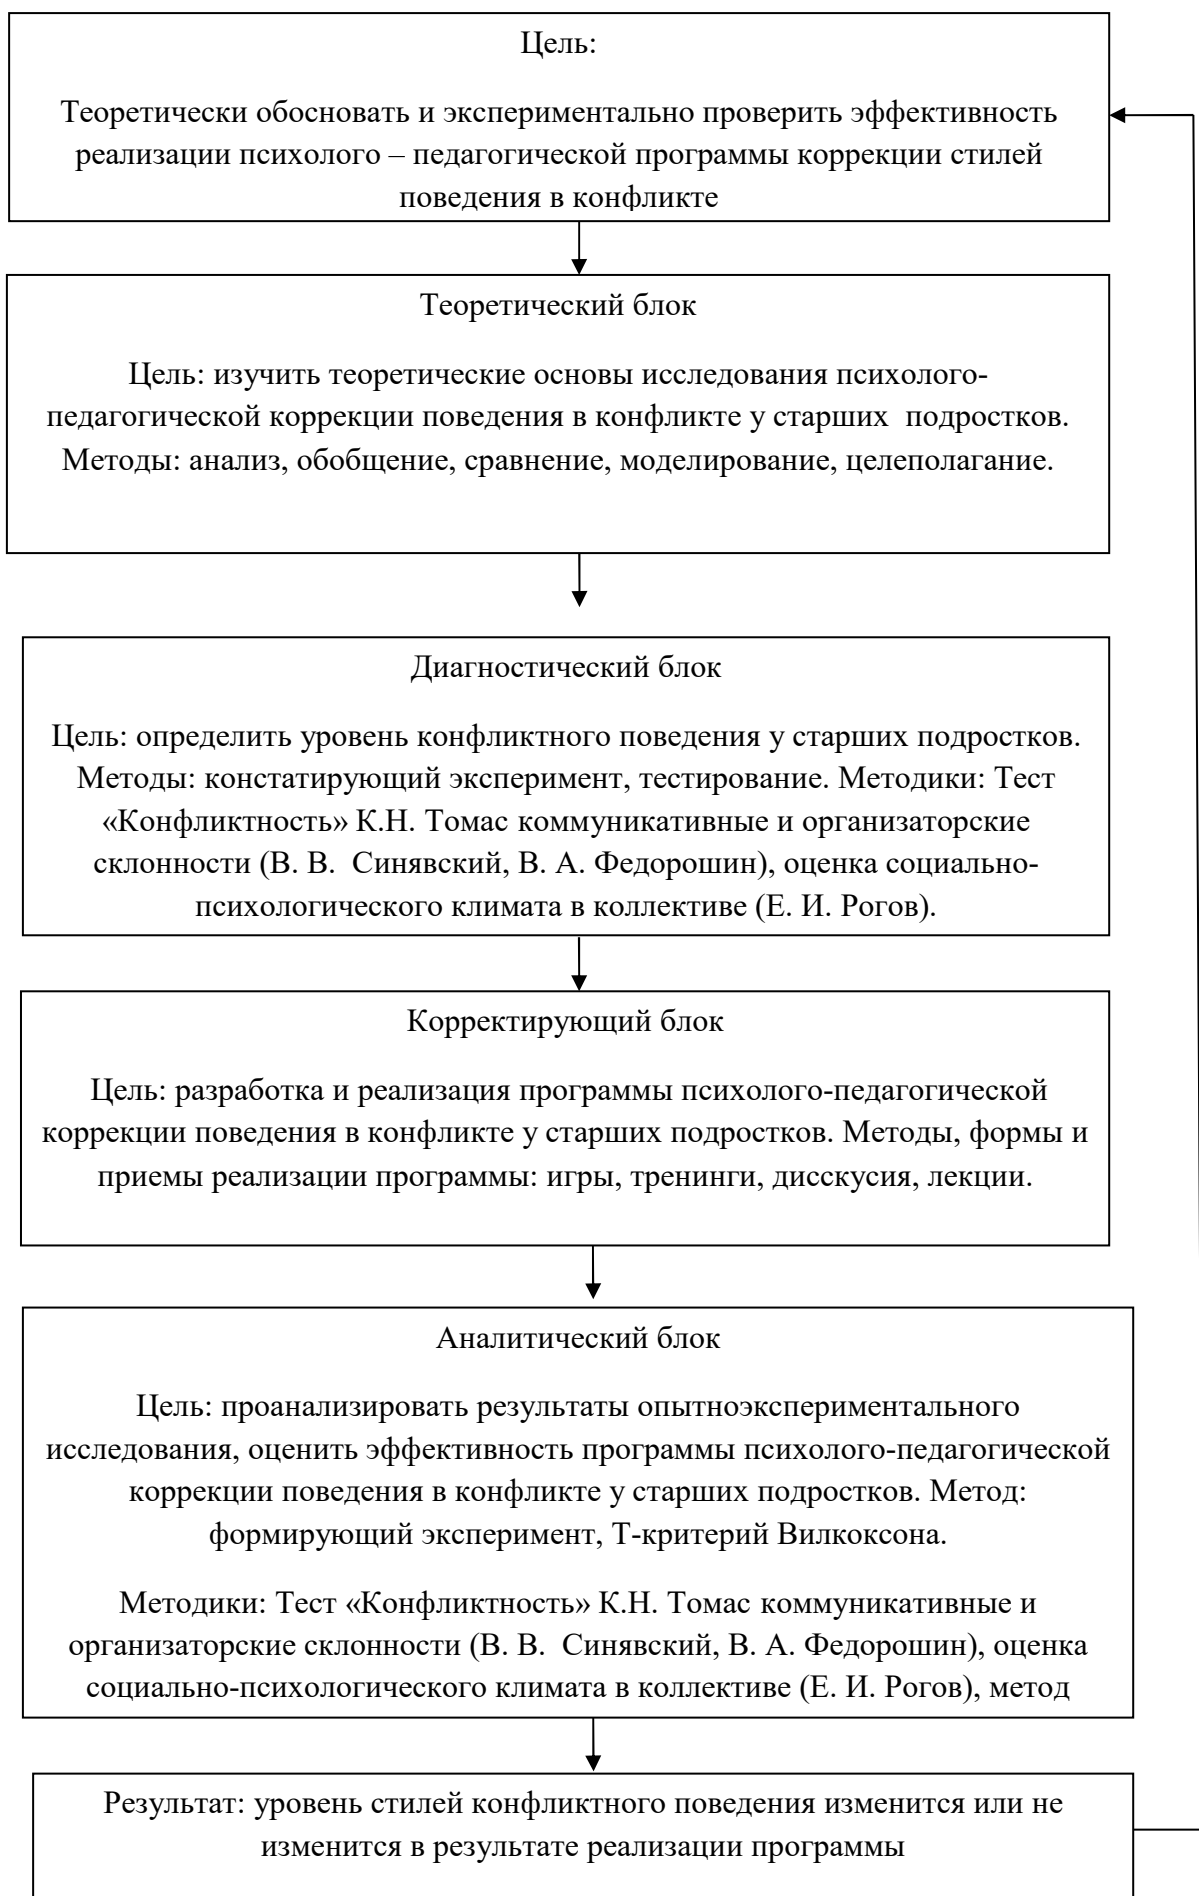 Цель:
Теоретически обосновать и экспериментально проверить эффективность
реализации психолого – педагогической программы коррекции стилей
поведения в конфликте
Теоретический блок
Цель: изучить теоретические основы исследования психолого-
педагогической коррекции поведения в конфликте у старших  подростков.
Методы: анализ, обобщение, сравнение, моделирование, целеполагание.
Диагностический блок
Цель: определить уровень конфликтного поведения у старших подростков.
Методы: констатирующий эксперимент, тестирование. Методики: Тест
«Конфликтность» К.Н. Томас коммуникативные и организаторские
склонности (В. В.  Синявский, В. А. Федорошин), оценка социально-
психологического климата в коллективе (Е. И. Рогов).
Корректирующий блок
Цель: разработка и реализация программы психолого-педагогической
коррекции поведения в конфликте у старших подростков. Методы, формы и
приемы реализации программы: игры, тренинги, дисскусия, лекции.
Аналитический блок
Цель: проанализировать результаты опытноэкспериментального
исследования, оценить эффективность программы психолого-педагогической
коррекции поведения в конфликте у старших подростков. Метод:
формирующий эксперимент, Т-критерий Вилкоксона.
Методики: Тест «Конфликтность» К.Н. Томас коммуникативные и
организаторские склонности (В. В.  Синявский, В. А. Федорошин), оценка
социально-психологического климата в коллективе (Е. И. Рогов), метод
Результат: уровень стилей конфликтного поведения изменится или не
изменится в результате реализации программы